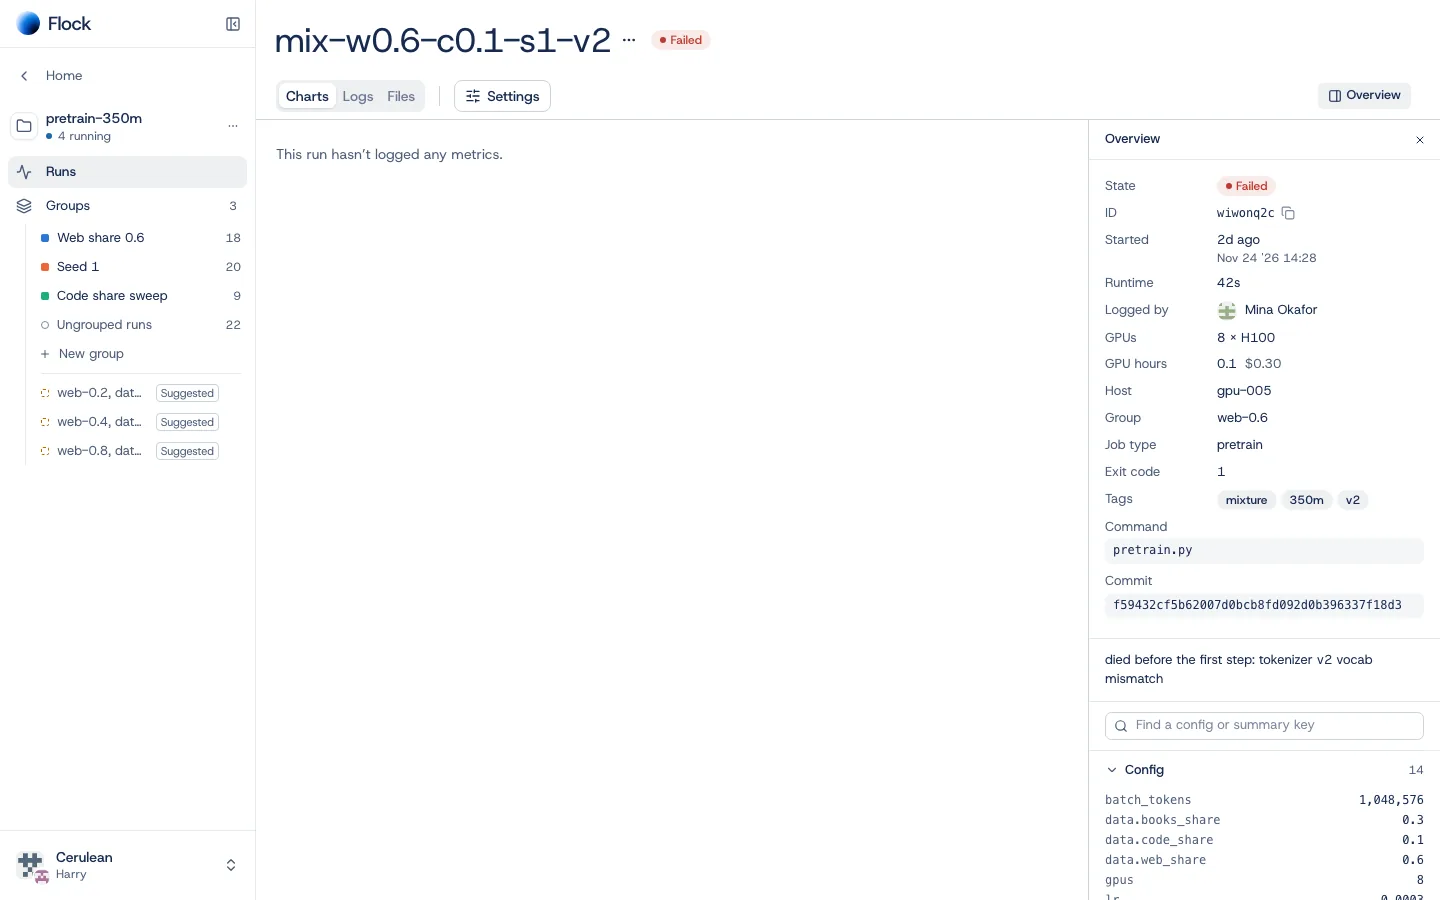 Flock
Home
pretrain-350m
4 running
Runs
Groups 3
Web share 0.6 18
Seed 1 20
Code share sweep 9
Ungrouped runs 22
New group
web-0.2, dat... Suggested
web-0.4, dat... Suggested
web-0.8, dat... Suggested
Cerulean
Harry
mix-w0.6-c0.1-s1-v2 ... Failed
Charts Logs Files Settings Overview
This run hasn't logged any metrics.
Overview
State Failed
ID wiwonq2c
Started 2d ago
Nov 24 '26 14:28
Runtime 42s
Logged by Mina Okafor
GPUs 8 × H100
GPU hours 0.1 $0.30
Host gpu-005
Group web-0.6
Job type pretrain
Exit code 1
Tags mixture 350m v2
Command
pretrain.py
Commit
f59432cf5b62007d0bcb8fd092d0b396337f18d3
died before the first step: tokenizer v2 vocab
mismatch
Find a config or summary key
Config 14
batch_tokens 1,048,576
data.books_share 0.3
data.code_share 0.1
data.web_share 0.6
gpus 8
lr 0.0003